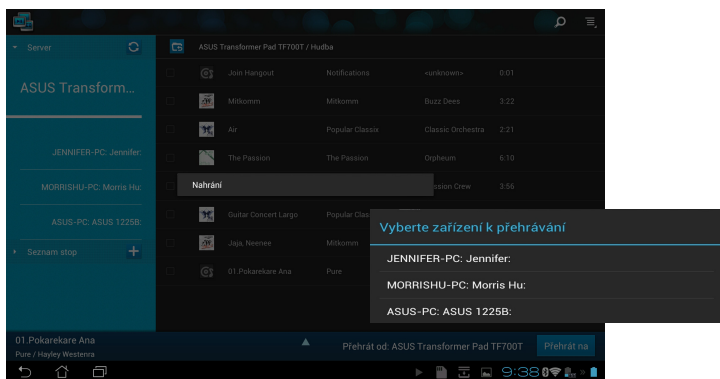 Server
ASUS Transformer Pad TF700T / Hudba
ASUS Transform...
JENNIFER-PC: Jennifer:
MORRISHU-PC: Morris Hu:
ASUS-PC: ASUS 1225B:
Seznam stop
Join Hangout Notifications <unknown> 0:01
Mitkomm Mitkomm Buzz Dees 3:22
Air Popular Classix Classic Orchestra 2:21
The Passion The Passion Orpheum 6:10
Nahrání
Crew 3:56
Guitar Concert Largo Popular
Jaja, Neenee Mitkomm
01.Pokarekare Ana Pure
Vyberte zařízení k přehrávání
JENNIFER-PC: Jennifer:
MORRISHU-PC: Morris Hu:
ASUS-PC: ASUS 1225B:
01.Pokarekare Ana
Pure / Hayley Westenra
Přehrát od: ASUS Transformer Pad TF700T
Přehrát na
9:38